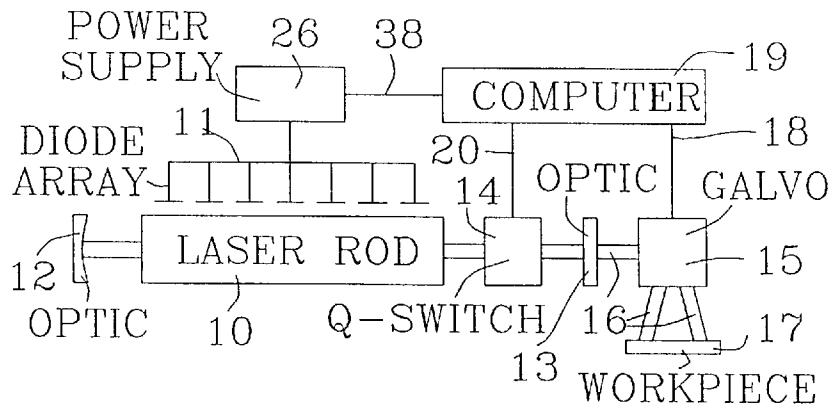 POWER
SUPPLY
26
38
19
COMPUTER
11
DIODE
ARRAY
20
18
14
OPTIC
GALVO
12
LASER ROD
15
OPTIC
10
Q-SWITCH
13
16
17
WORKPIECE